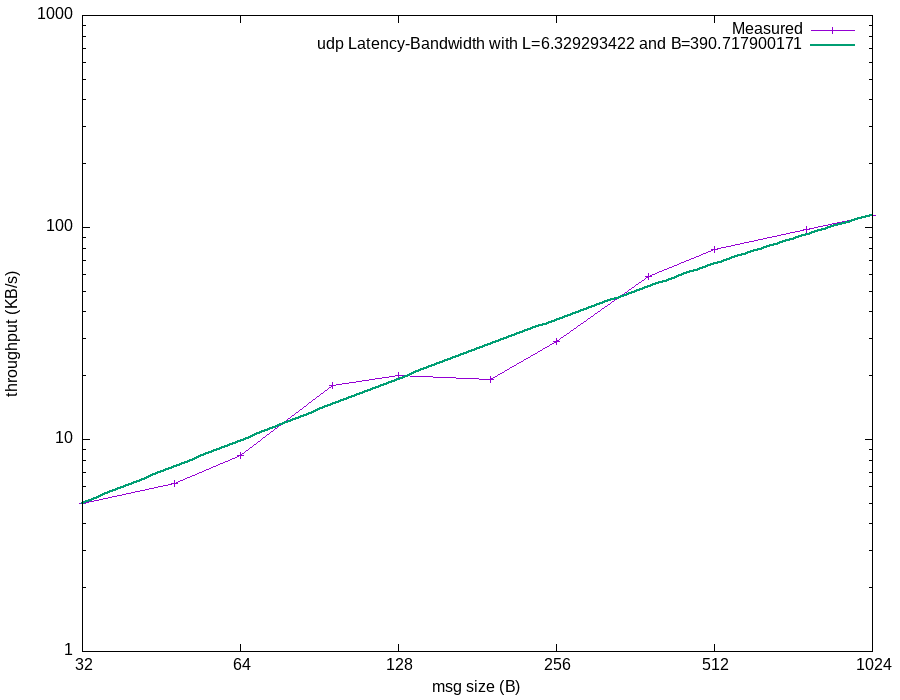 1000
100
10
1
throughput (KB/s)
Measured
udp Latency-Bandwidth with L=6.329293422 and B=390.717900171
32 64 128 256 512 1024
msg size (B)